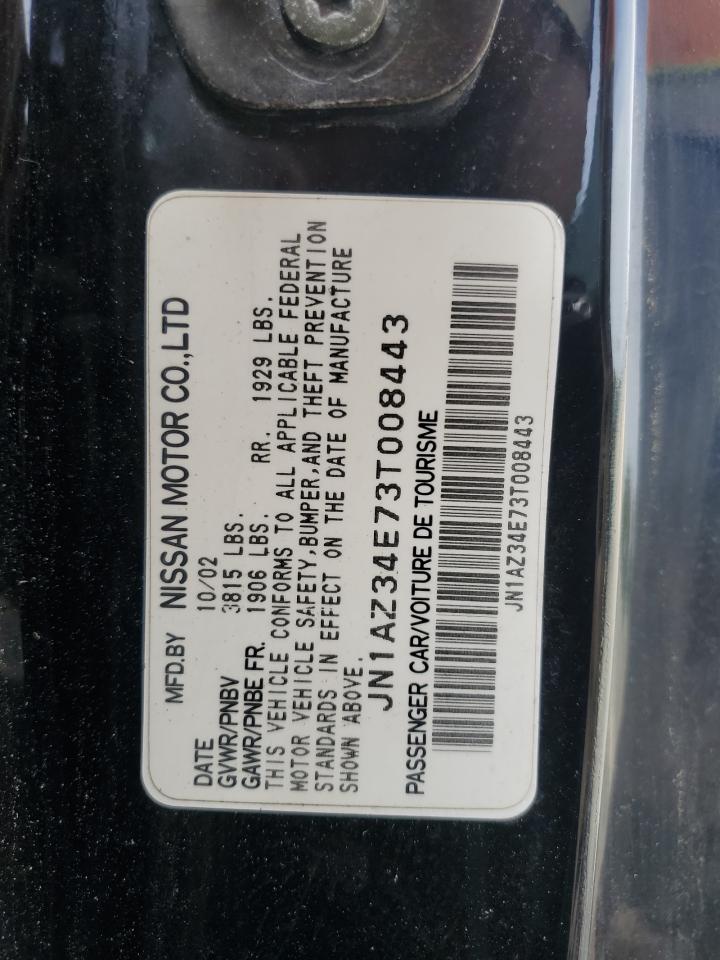 MFD.BY NISSAN MOTOR CO.,LTD
DATE 10/02
GVWR/PNBV 3815 LBS.
GAWR/PNBE FR. 1906 LBS. RR. 1929 LBS.
THIS VEHICLE CONFORMS TO ALL APPLICABLE FEDERAL
MOTOR VEHICLE SAFETY,BUMPER,AND THEFT PREVENTION
STANDARDS IN EFFECT ON THE DATE OF MANUFACTURE
SHOWN ABOVE.
JN1AZ34E73T008443
PASSENGER CAR/VOITURE DE TOURISME
JN1AZ34E73T008443